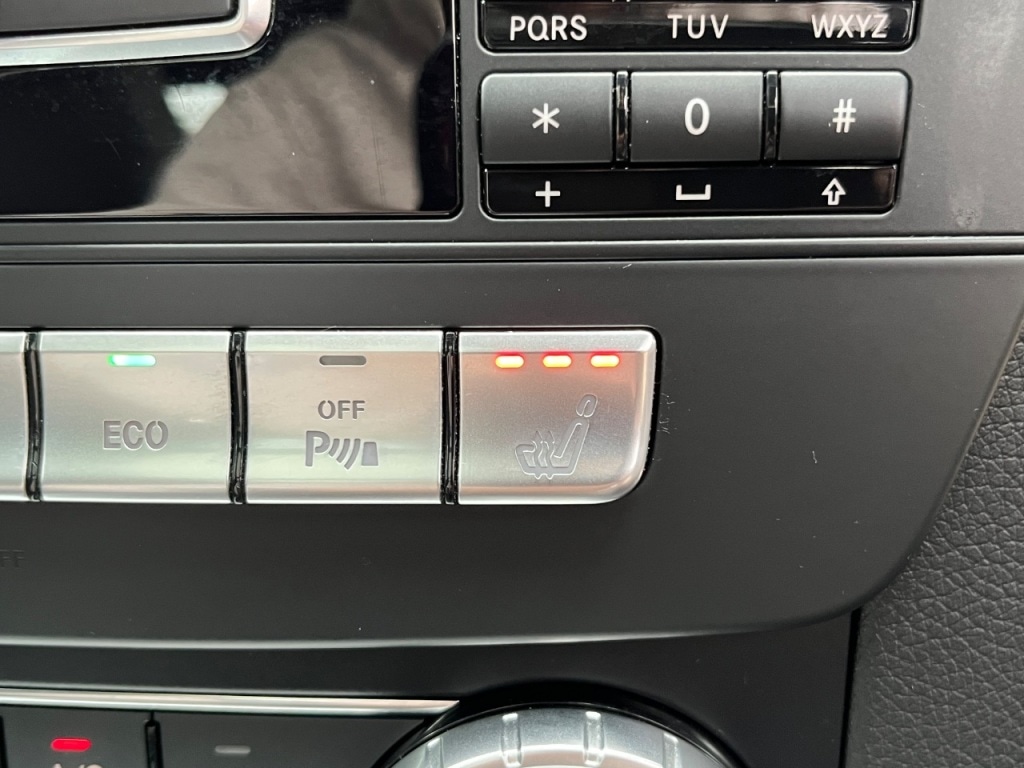 PQRS TUV WXYZ
* 0 #
+
ECO
OFF
P